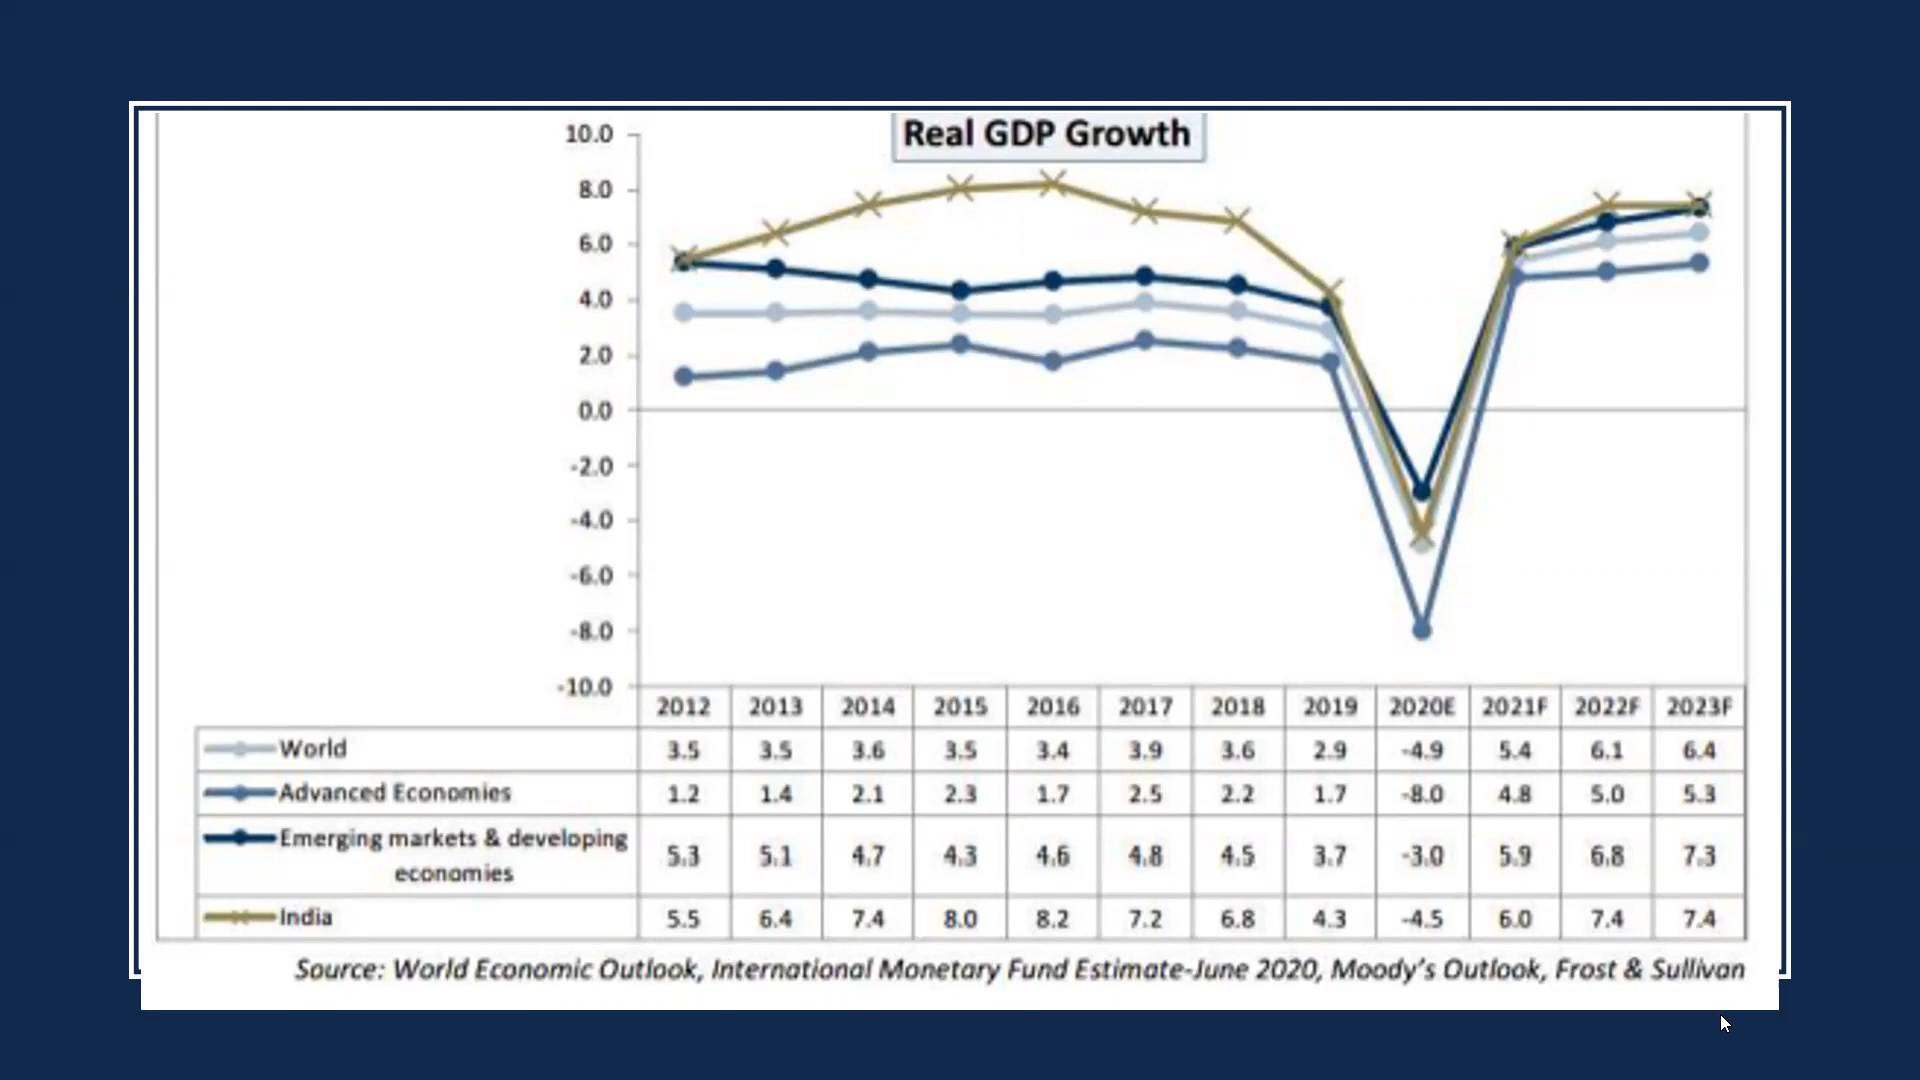 Real GDP Growth
10.0
8.0
6.0
4.0
2.0
0.0
-2.0
-4.0
-6.0
-8.0
-10.0
2012 2013 2014 2015 2016 2017 2018 2019 2020E 2021F 2022F 2023F
World 3.5 3.5 3.6 3.5 3.4 3.9 3.6 2.9 -4.9 5.4 6.1 6.4
Advanced Economies 1.2 1.4 2.1 2.3 1.7 2.5 2.2 1.7 -8.0 4.8 5.0 5.3
Emerging markets & developing
economies 5.3 5.1 4.7 4.3 4.6 4.8 4.5 3.7 -3.0 5.9 6.8 7.3
India 5.5 6.4 7.4 8.0 8.2 7.2 6.8 4.3 -4.5 6.0 7.4 7.4
Source: World Economic Outlook, International Monetary Fund Estimate-June 2020, Moody's Outlook, Frost & Sullivan